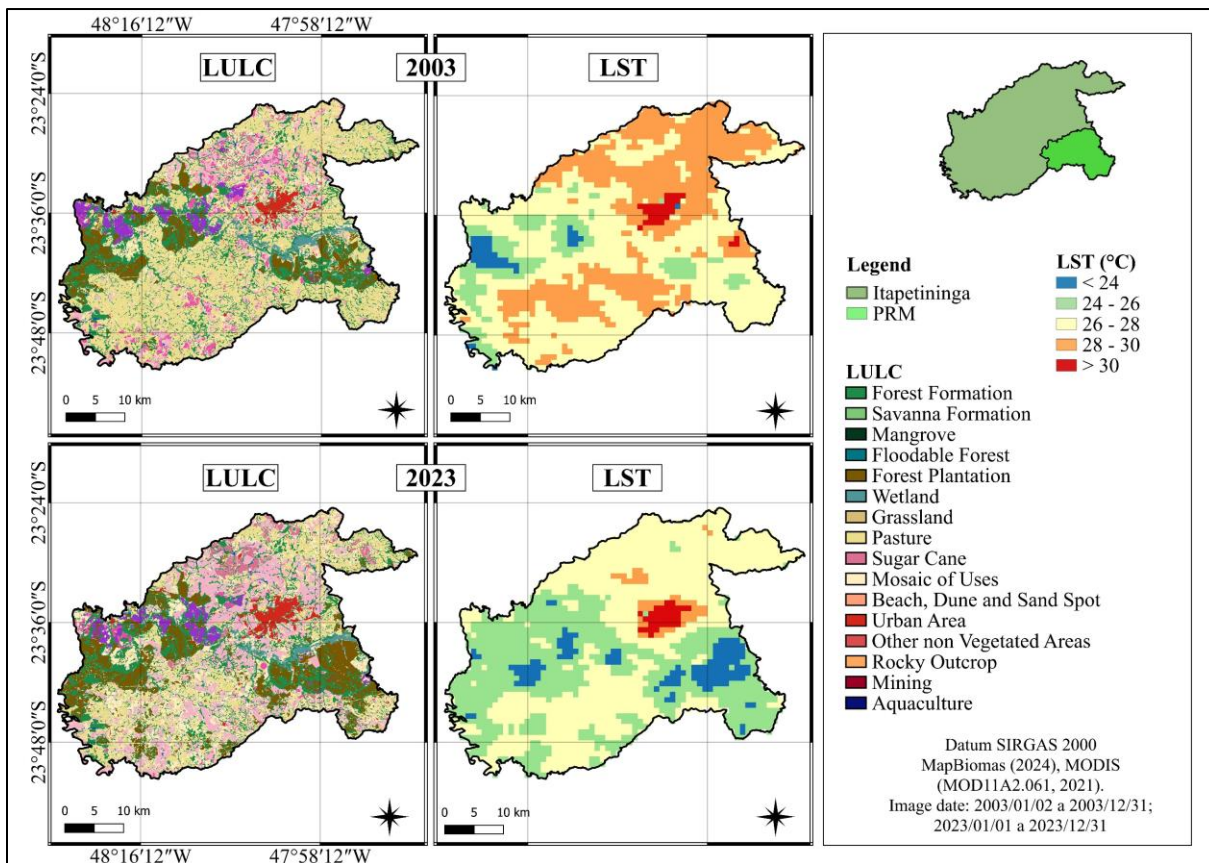 48°16′12″W 47°58′12″W
LULC 2003 LST
23°24′0″S
23°36′0″S
23°48′0″S
0 5 10 km
0 5 10 km
LULC 2023 LST
23°24′0″S
23°36′0″S
23°48′0″S
0 5 10 km
0 5 10 km
48°16′12″W 47°58′12″W
Legend
Itapetininga
PRM
LST (°C)
< 24
24 - 26
26 - 28
28 - 30
> 30
LULC
Forest Formation
Savanna Formation
Mangrove
Floodable Forest
Forest Plantation
Wetland
Grassland
Pasture
Sugar Cane
Mosaic of Uses
Beach, Dune and Sand Spot
Urban Area
Other non Vegetated Areas
Rocky Outcrop
Mining
Aquaculture
Datum SIRGAS 2000
MapBiomas (2024), MODIS
(MOD11A2.061, 2021).
Image date: 2003/01/02 a 2003/12/31;
2023/01/01 a 2023/12/31